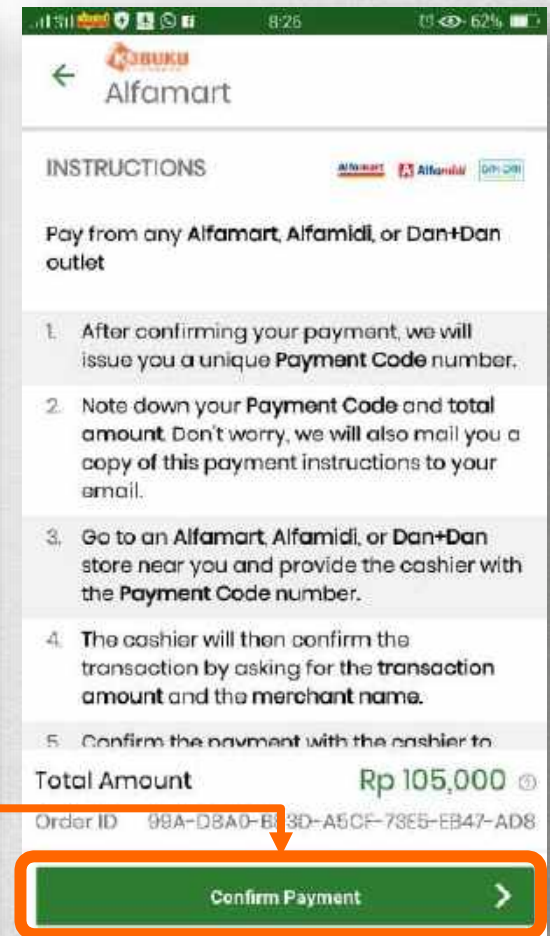 8:26
62%
K3BUKU
Alfamart
INSTRUCTIONS
Alfamart Alfamidi DAN+DAN
Pay from any Alfamart, Alfamidi, or Dan+Dan
outlet
1. After confirming your payment, we will
issue you a unique Payment Code number.
2. Note down your Payment Code and total
amount. Don't worry, we will also mail you a
copy of this payment instructions to your
email.
3. Go to an Alfamart, Alfamidi, or Dan+Dan
store near you and provide the cashier with
the Payment Code number.
4. The cashier will then confirm the
transaction by asking for the transaction
amount and the merchant name.
5. Confirm the payment with the cashier to
Total Amount Rp 105,000
Order ID
Confirm Payment